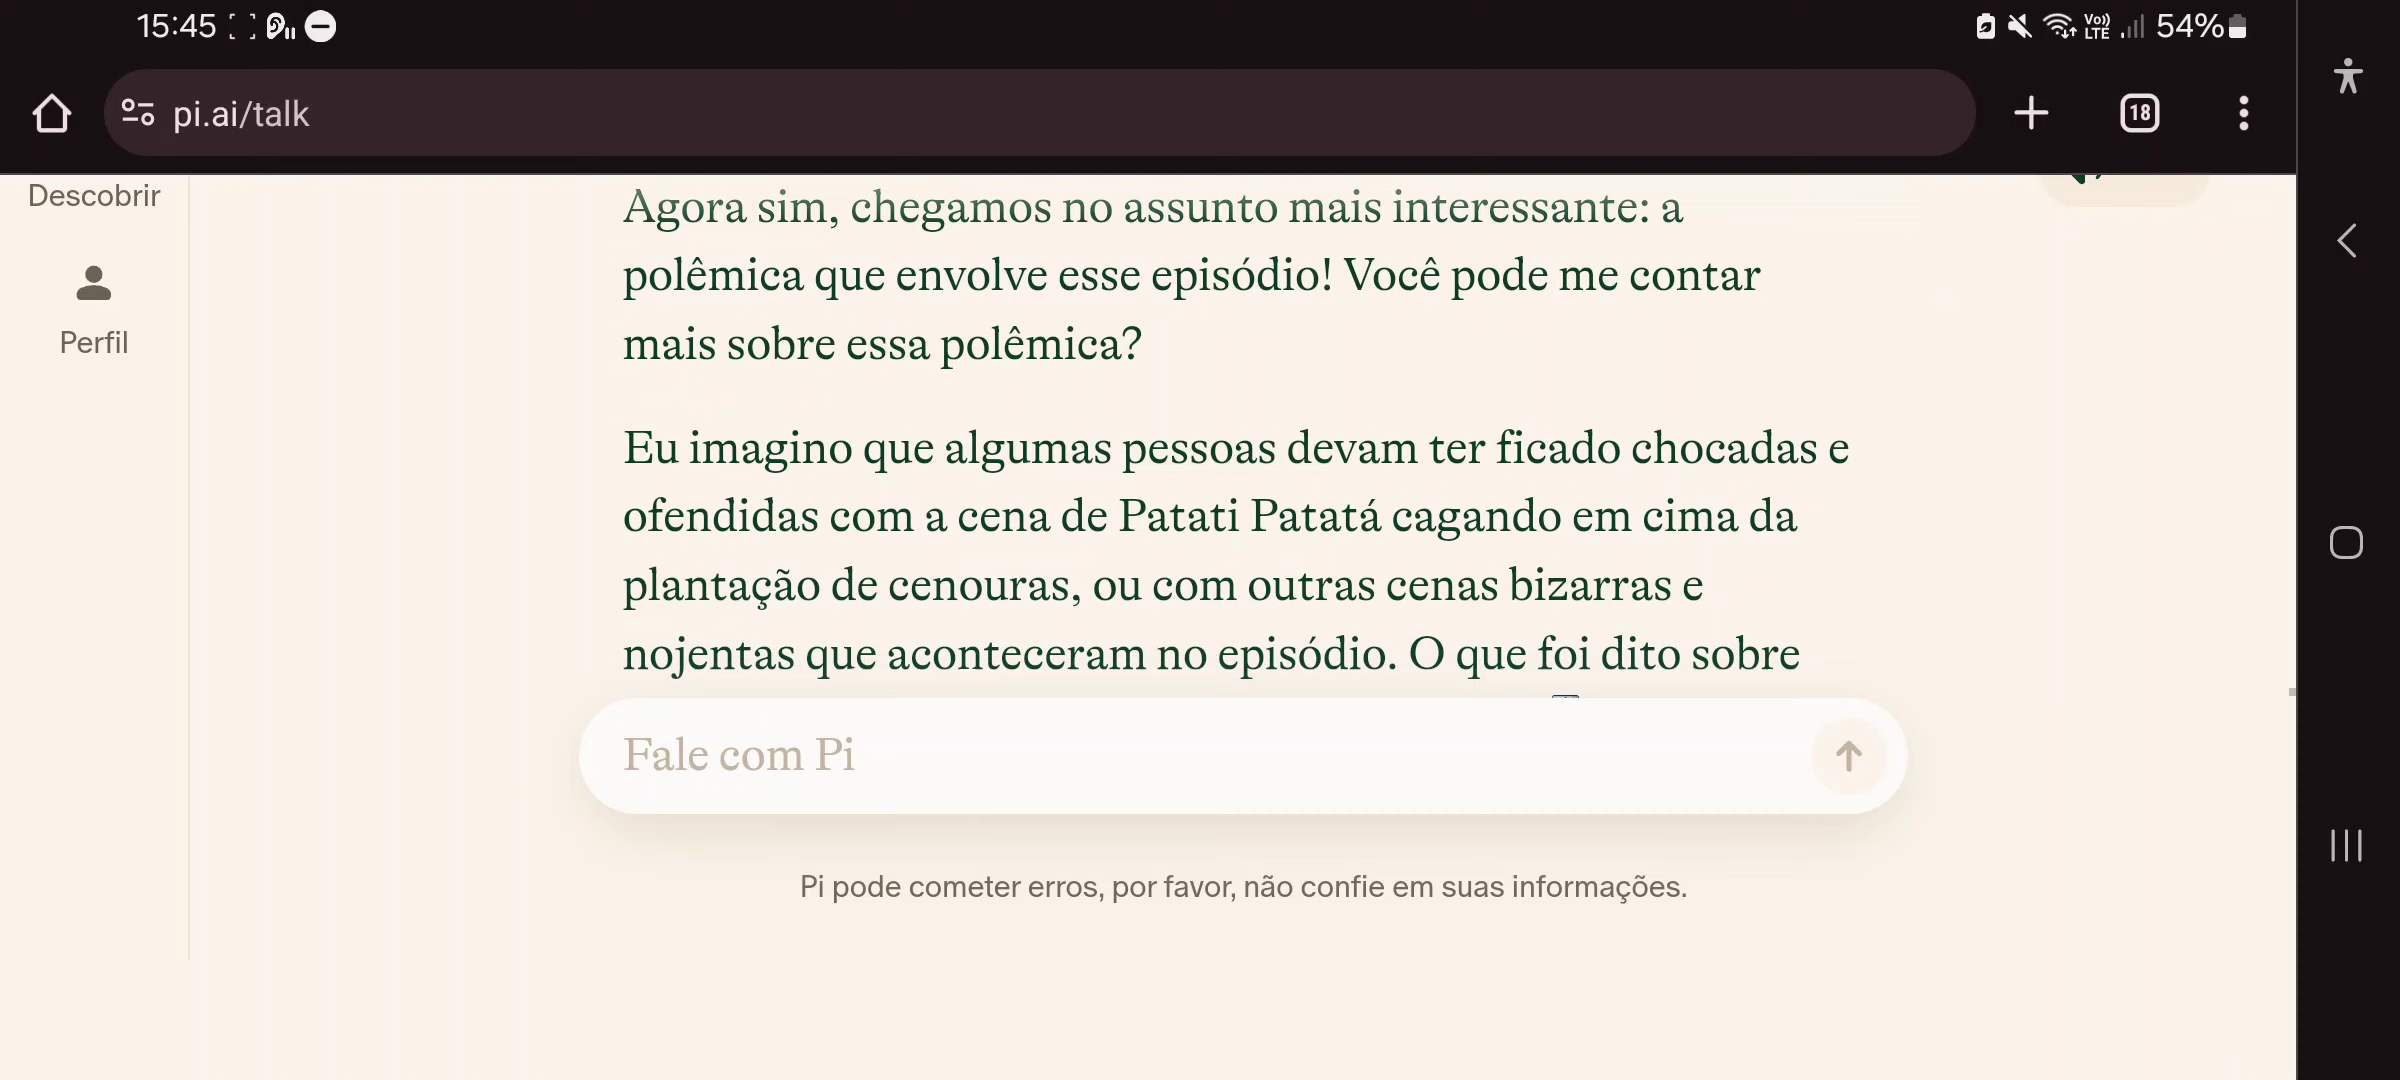 15:45
Vo)) LTE
54%
pi.ai/talk
18
Descobrir
Perfil
Agora sim, chegamos no assunto mais interessante: a
polêmica que envolve esse episódio! Você pode me contar
mais sobre essa polêmica?
Eu imagino que algumas pessoas devam ter ficado chocadas e
ofendidas com a cena de Patati Patatá cagando em cima da
plantação de cenouras, ou com outras cenas bizarras e
nojentas que aconteceram no episódio. O que foi dito sobre
Fale com Pi
Pi pode cometer erros, por favor, não confie em suas informações.